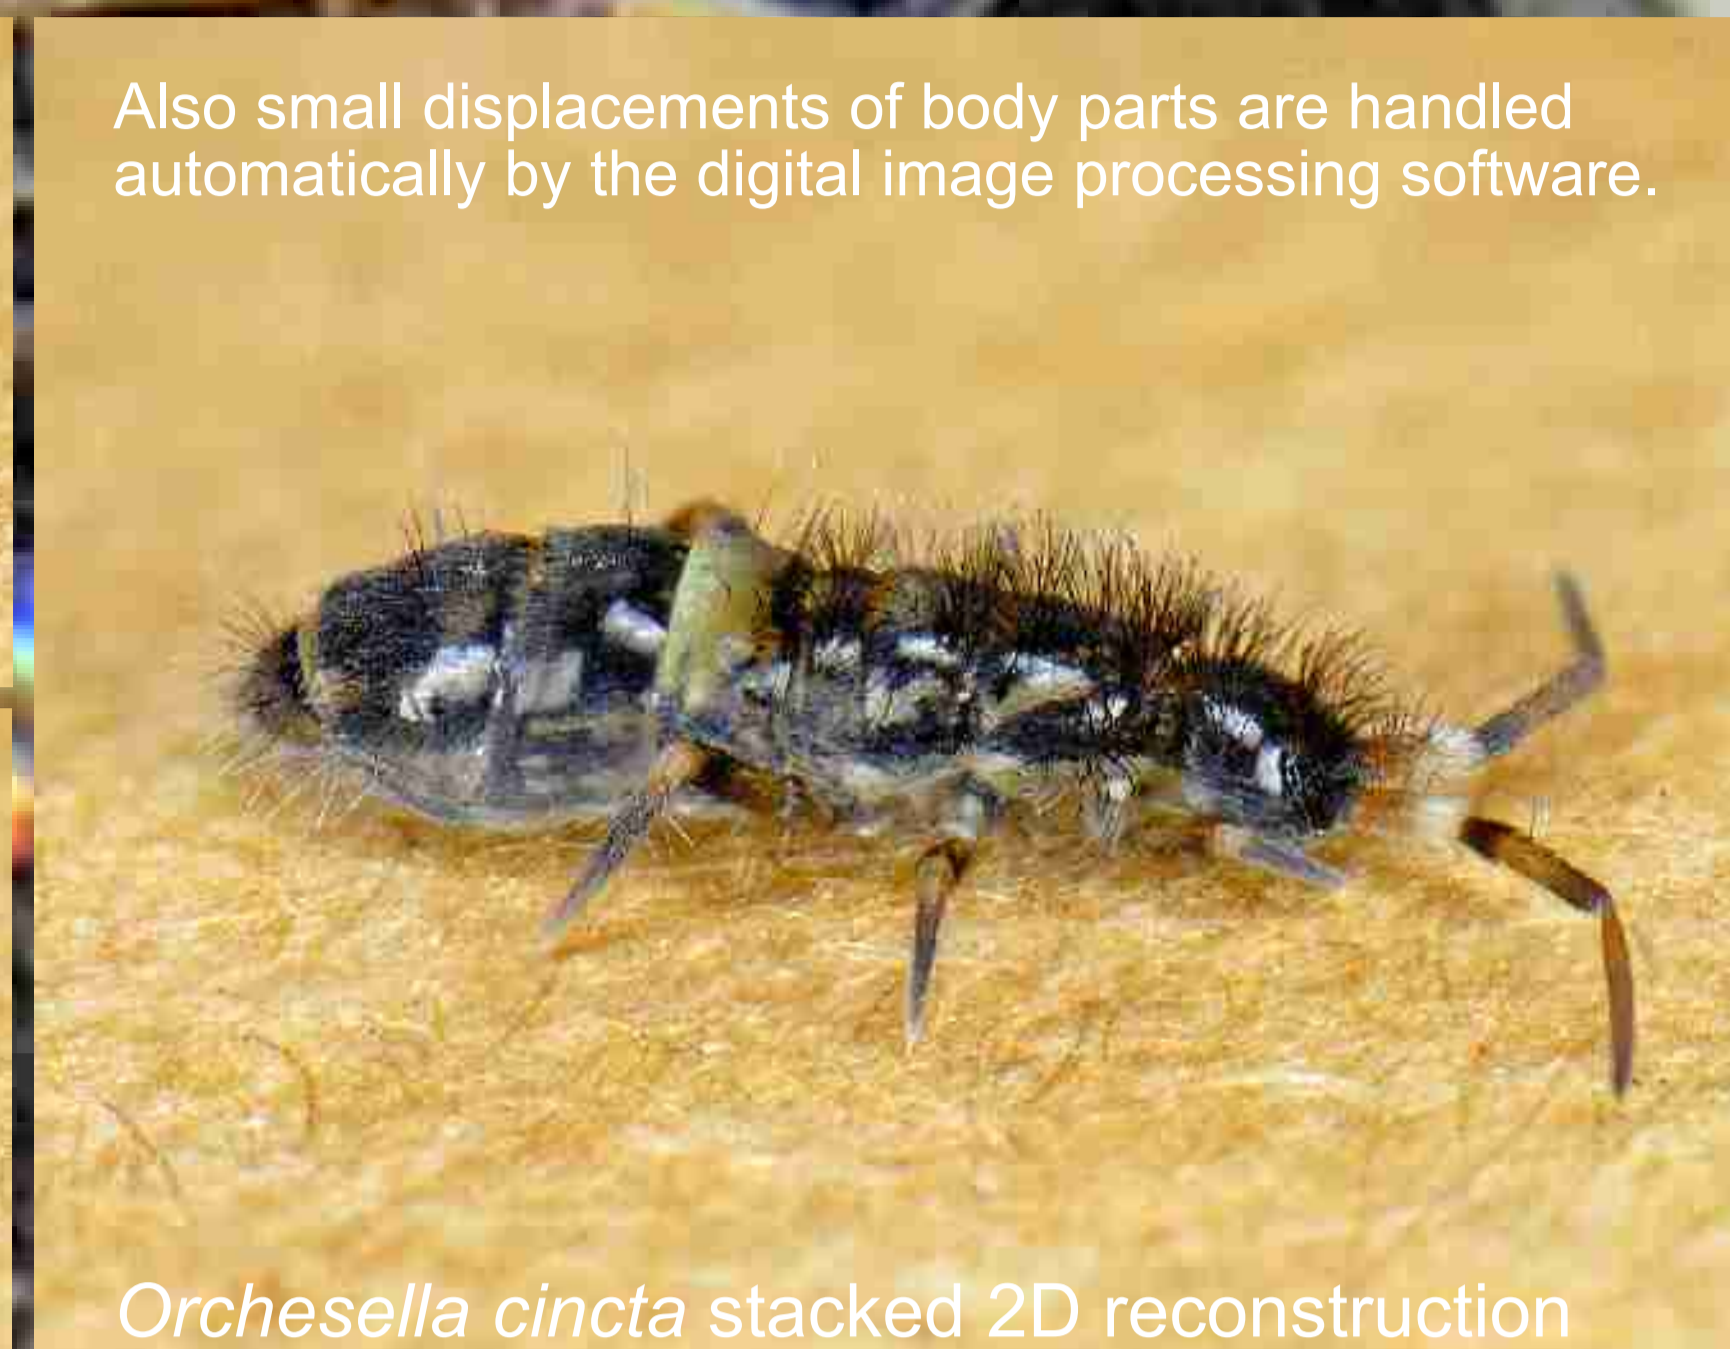 Also small displacements of body parts are handled
automatically by the digital image processing software.
Orchesella cincta stacked 2D reconstruction